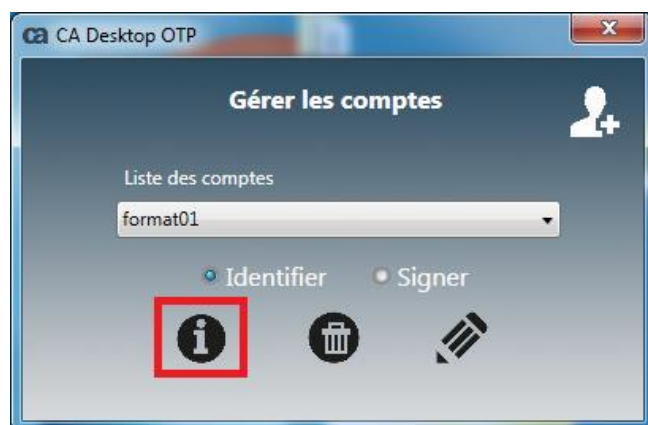 ca CA Desktop OTP
Gérer les comptes
Liste des comptes
format01
Identifier Signer